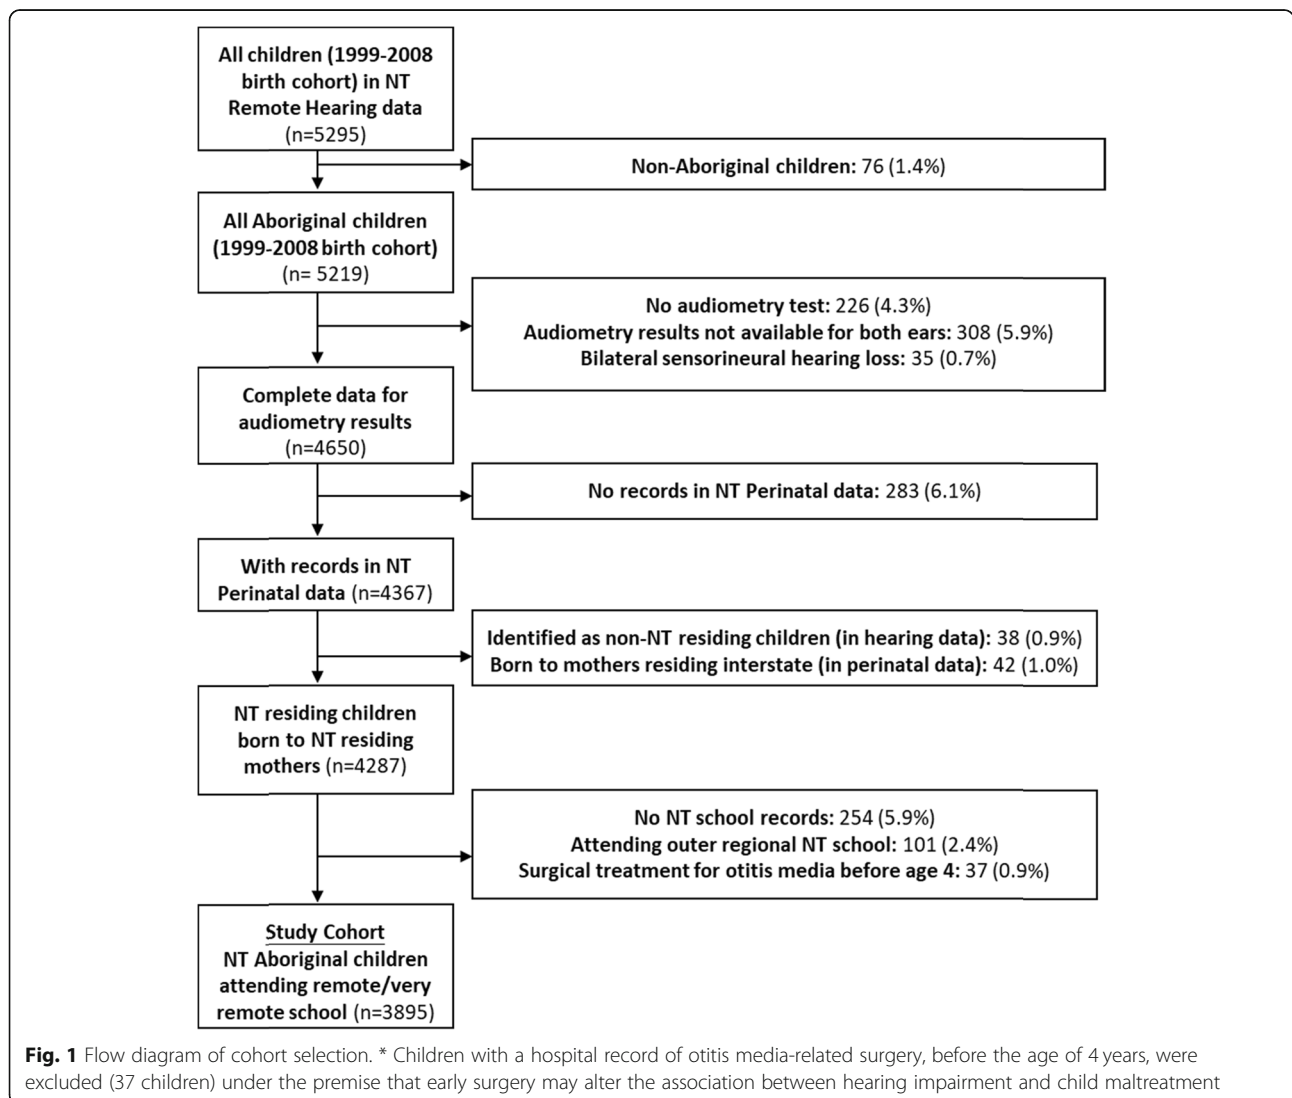 All children (1999-2008
birth cohort) in NT
Remote Hearing data
(n=5295)
Non-Aboriginal children: 76 (1.4%)
All Aboriginal children
(1999-2008 birth cohort)
(n= 5219)
No audiometry test: 226 (4.3%)
Audiometry results not available for both ears: 308 (5.9%)
Bilateral sensorineural hearing loss: 35 (0.7%)
Complete data for
audiometry results
(n=4650)
No records in NT Perinatal data: 283 (6.1%)
With records in NT
Perinatal data (n=4367)
Identified as non-NT residing children (in hearing data): 38 (0.9%)
Born to mothers residing interstate (in perinatal data): 42 (1.0%)
NT residing children
born to NT residing
mothers (n=4287)
No NT school records: 254 (5.9%)
Attending outer regional NT school: 101 (2.4%)
Surgical treatment for otitis media before age 4: 37 (0.9%)
Study Cohort
NT Aboriginal children
attending remote/very
remote school (n=3895)
Fig. 1 Flow diagram of cohort selection. * Children with a hospital record of otitis media-related surgery, before the age of 4 years, were
excluded (37 children) under the premise that early surgery may alter the association between hearing impairment and child maltreatment